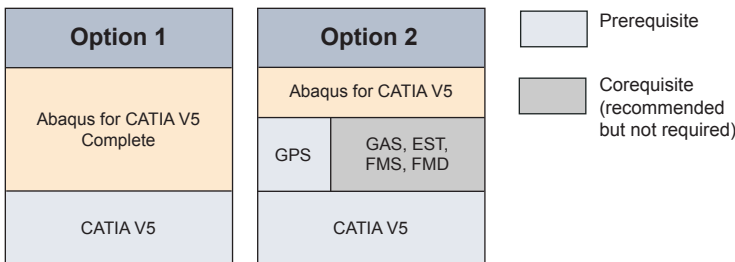 Option 1
Abaqus for CATIA V5
Complete
CATIA V5
Option 2
Abaqus for CATIA V5
GPS
GAS, EST,
FMS, FMD
CATIA V5
Prerequisite
Corequisite
(recommended
but not required)